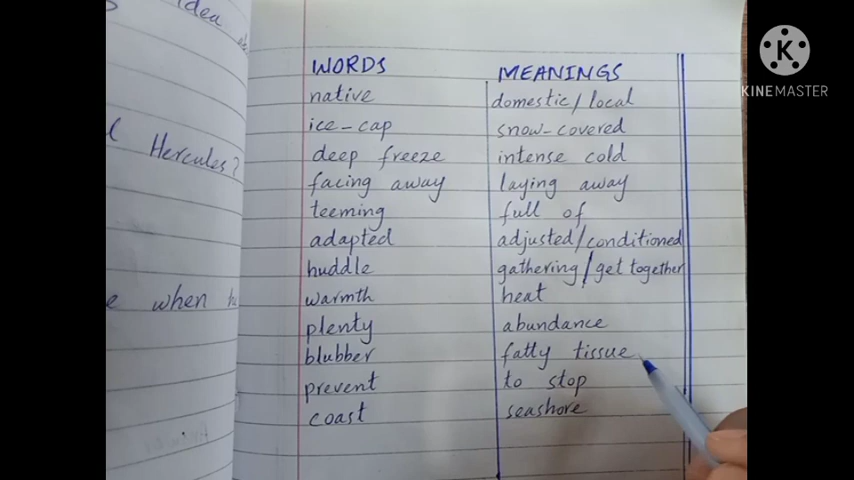 idea
Hercules?
when
WORDS MEANINGS
native domestic/local
ice-cap snow-covered
deep freeze intense cold
facing away laying away
teeming full of
adapted adjusted/conditioned
huddle gathering/get together
warmth heat
plenty abundance
blubber fatty tissue
prevent to stop
coast seashore
K
KINEMASTER